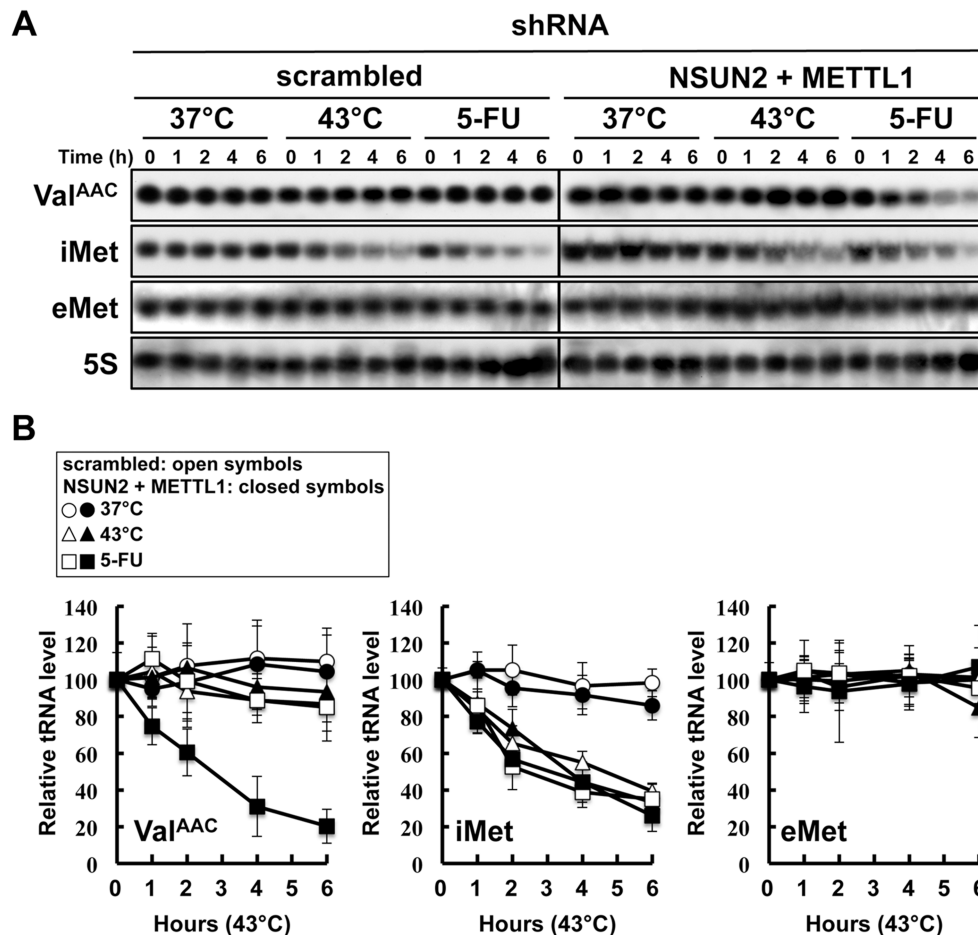 A
shRNA
scrambled NSUN2 + METTL1
37°C 43°C 5-FU 37°C 43°C 5-FU
Time (h) 0 1 2 4 6 0 1 2 4 6 0 1 2 4 6 0 1 2 4 6 0 1 2 4 6 0 1 2 4 6
ValAAC
iMet
eMet
5S
B
scrambled: open symbols
NSUN2 + METTL1: closed symbols
37°C
43°C
5-FU
Relative tRNA level
140
120
100
80
60
40
20
0
ValAAC
0 1 2 3 4 5 6
Hours (43°C)
Relative tRNA level
140
120
100
80
60
40
20
0
iMet
0 1 2 3 4 5 6
Hours (43°C)
Relative tRNA level
140
120
100
80
60
40
20
0
eMet
0 1 2 3 4 5 6
Hours (43°C)